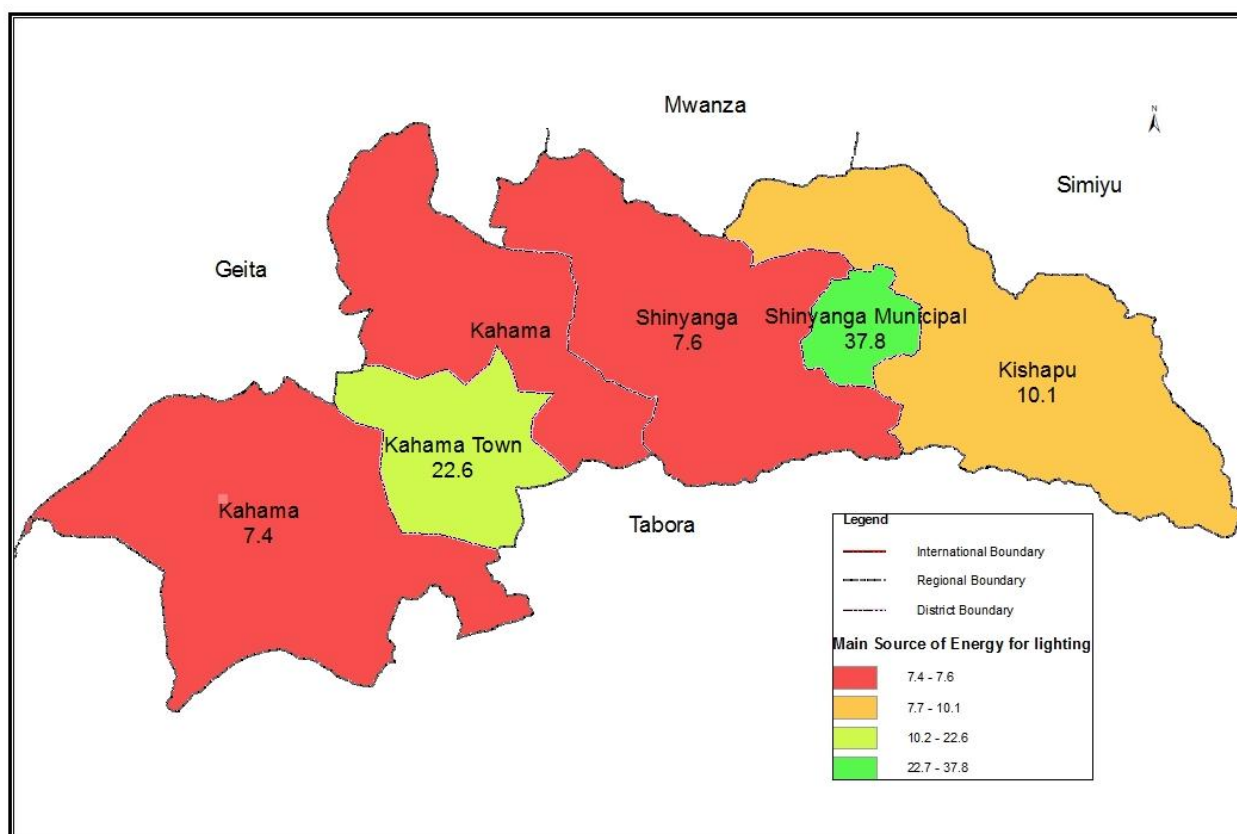 Mwanza
N
Simiyu
Geita
Kahama
Shinyanga
7.6
Shinyanga Municipal
37.8
Kishapu
10.1
Kahama Town
22.6
Kahama
7.4
Tabora
Legend
International Boundary
Regional Boundary
District Boundary
Main Source of Energy for lighting
7.4 - 7.6
7.7 - 10.1
10.2 - 22.6
22.7 - 37.8